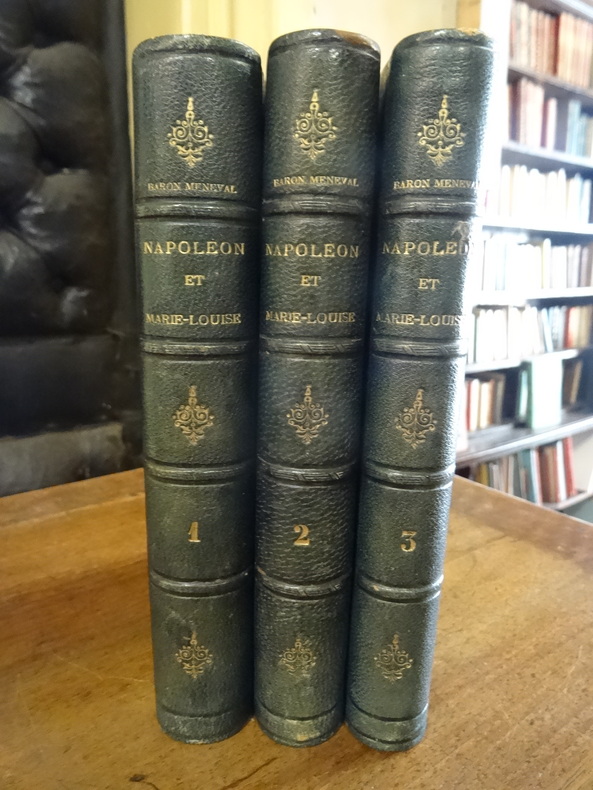 BARON MENEVAL
NAPOLEON
ET
MARIE-LOUISE
1
BARON MENEVAL
NAPOLEON
ET
MARIE-LOUISE
2
BARON MENEVAL
NAPOLEON
ET
MARIE-LOUISE
3